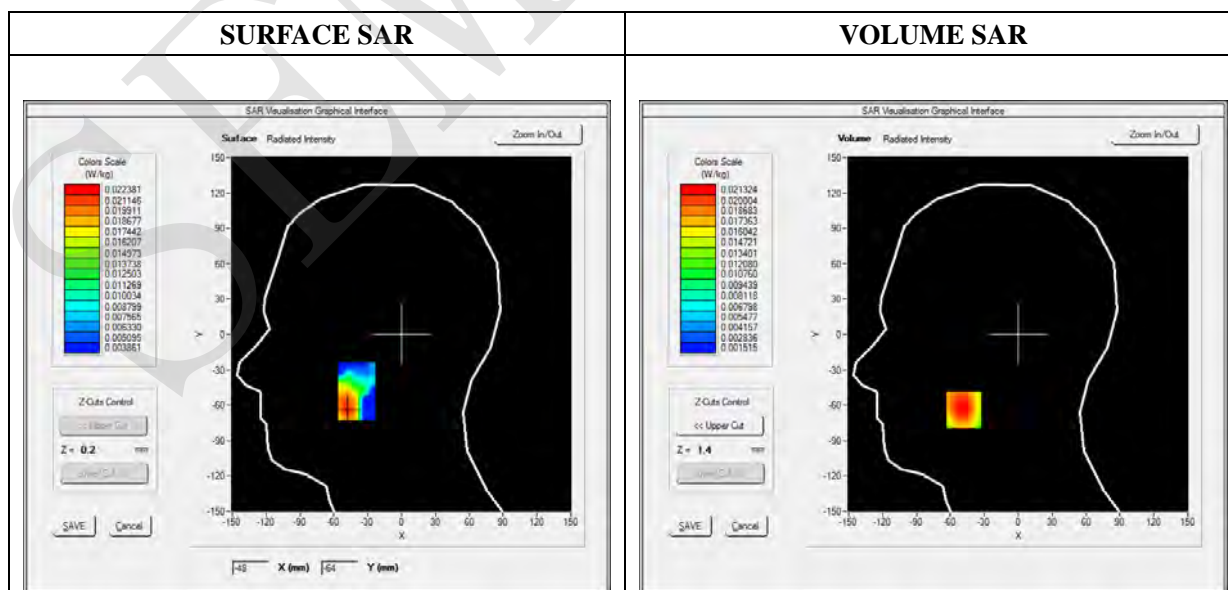 SURFACE SAR
VOLUME SAR
SAR Visualisation Graphical Interface
Surface Radiated Intensity
Zoom In/Out
Colors Scale
(W/kg)
0.022381
0.021146
0.019911
0.018677
0.017442
0.016207
0.014973
0.013738
0.012503
0.011269
0.010034
0.008799
0.007565
0.006330
0.005095
0.003861
150
120
90
60
30
0
-30
-60
-90
-120
-150
Y
-150 -120 -90 -60 -30 0 30 60 90 120 150
X
Z-Cuts Control
<< Upper Cut
Z = 0.2 mm
SAVE Cancel
-48 X (mm) -64 Y (mm)
SAR Visualisation Graphical Interface
Volume Radiated Intensity
Zoom In/Out
Colors Scale
(W/kg)
0.021324
0.020004
0.018683
0.017363
0.016042
0.014721
0.013401
0.012080
0.010760
0.009439
0.008118
0.006798
0.005477
0.004157
0.002836
0.001515
150
120
90
60
30
0
-30
-60
-90
-120
-150
Y
-150 -120 -90 -60 -30 0 30 60 90 120 150
X
Z-Cuts Control
<< Upper Cut
Z = 1.4 mm
SAVE Cancel